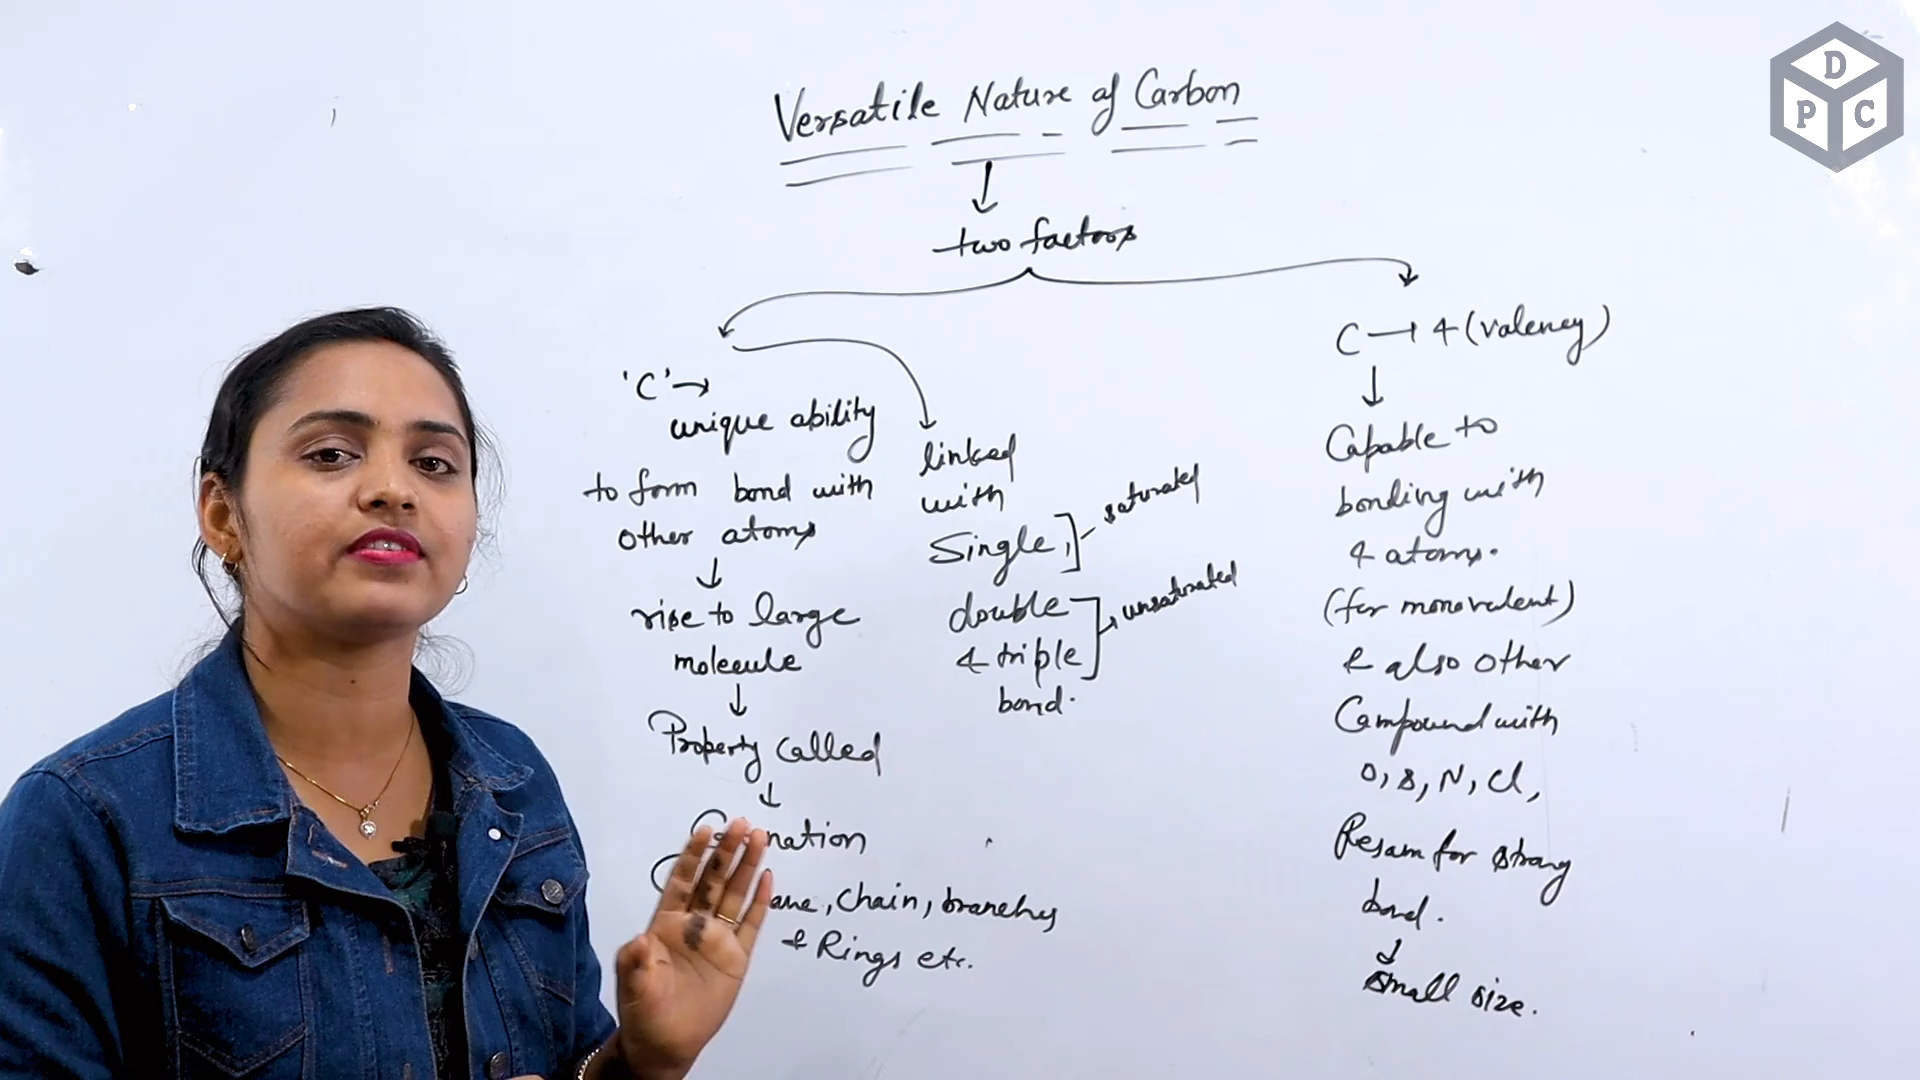 D
P C
Versatile Nature of Carbon
two factors
'C' →
unique ability
to form bond with
other atoms
↓
rise to large
molecule
↓
Property called
↓
nation
, chain, branches
& Rings etc.
linked
with
Single, saturated
double unsaturated
& triple
bond.
C → 4 (valency)
↓
Capable to
bonding with
4 atoms.
(for monovalent)
& also other
Compound with
O, S, N, Cl,
Reason for strong
bond.
↓
small size.